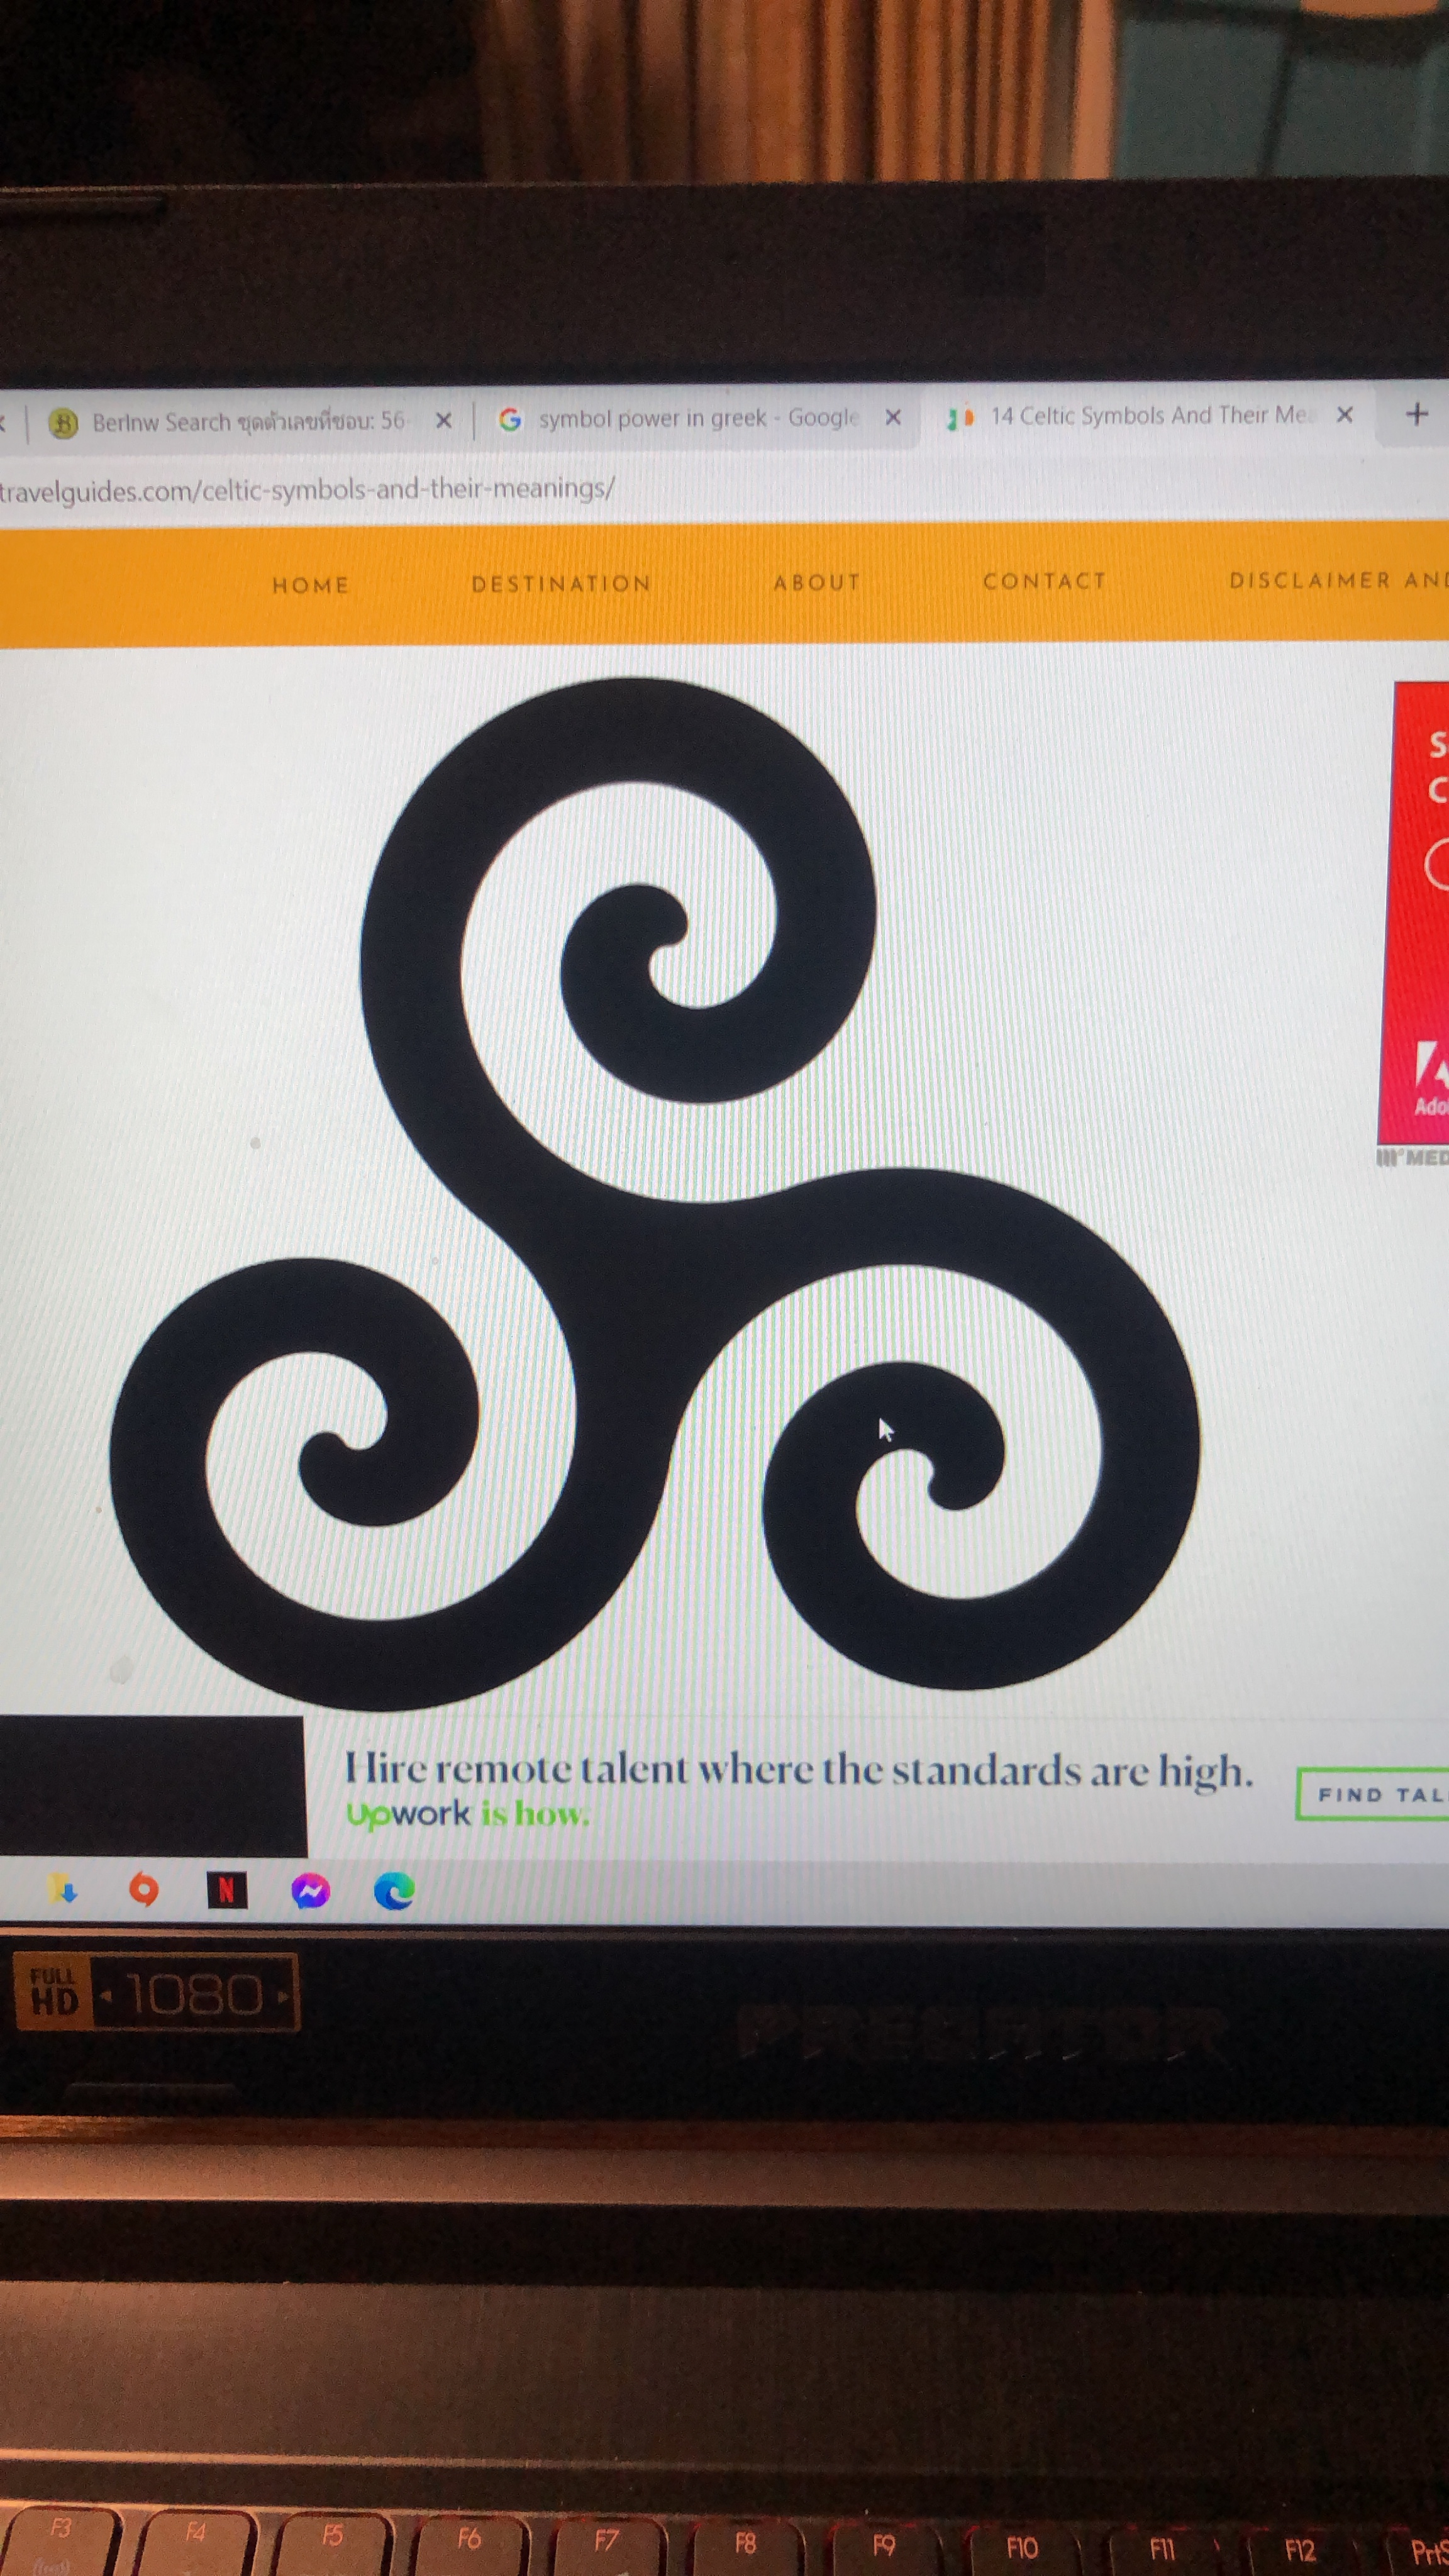 Berlnw Search ชุดตัวเลขที่ชอบ: 56
symbol power in greek - Google
14 Celtic Symbols And Their Mea
travelguides.com/celtic-symbols-and-their-meanings/
HOME DESTINATION ABOUT CONTACT DISCLAIMER AND
S
C
Ado
MED
Hire remote talent where the standards are high.
Upwork is how.
FIND TAL
N
FULL HD 1080
PREDATOR
F3 F4 F5 F6 F7 F8 F9 F10 F11 F12 PrtS